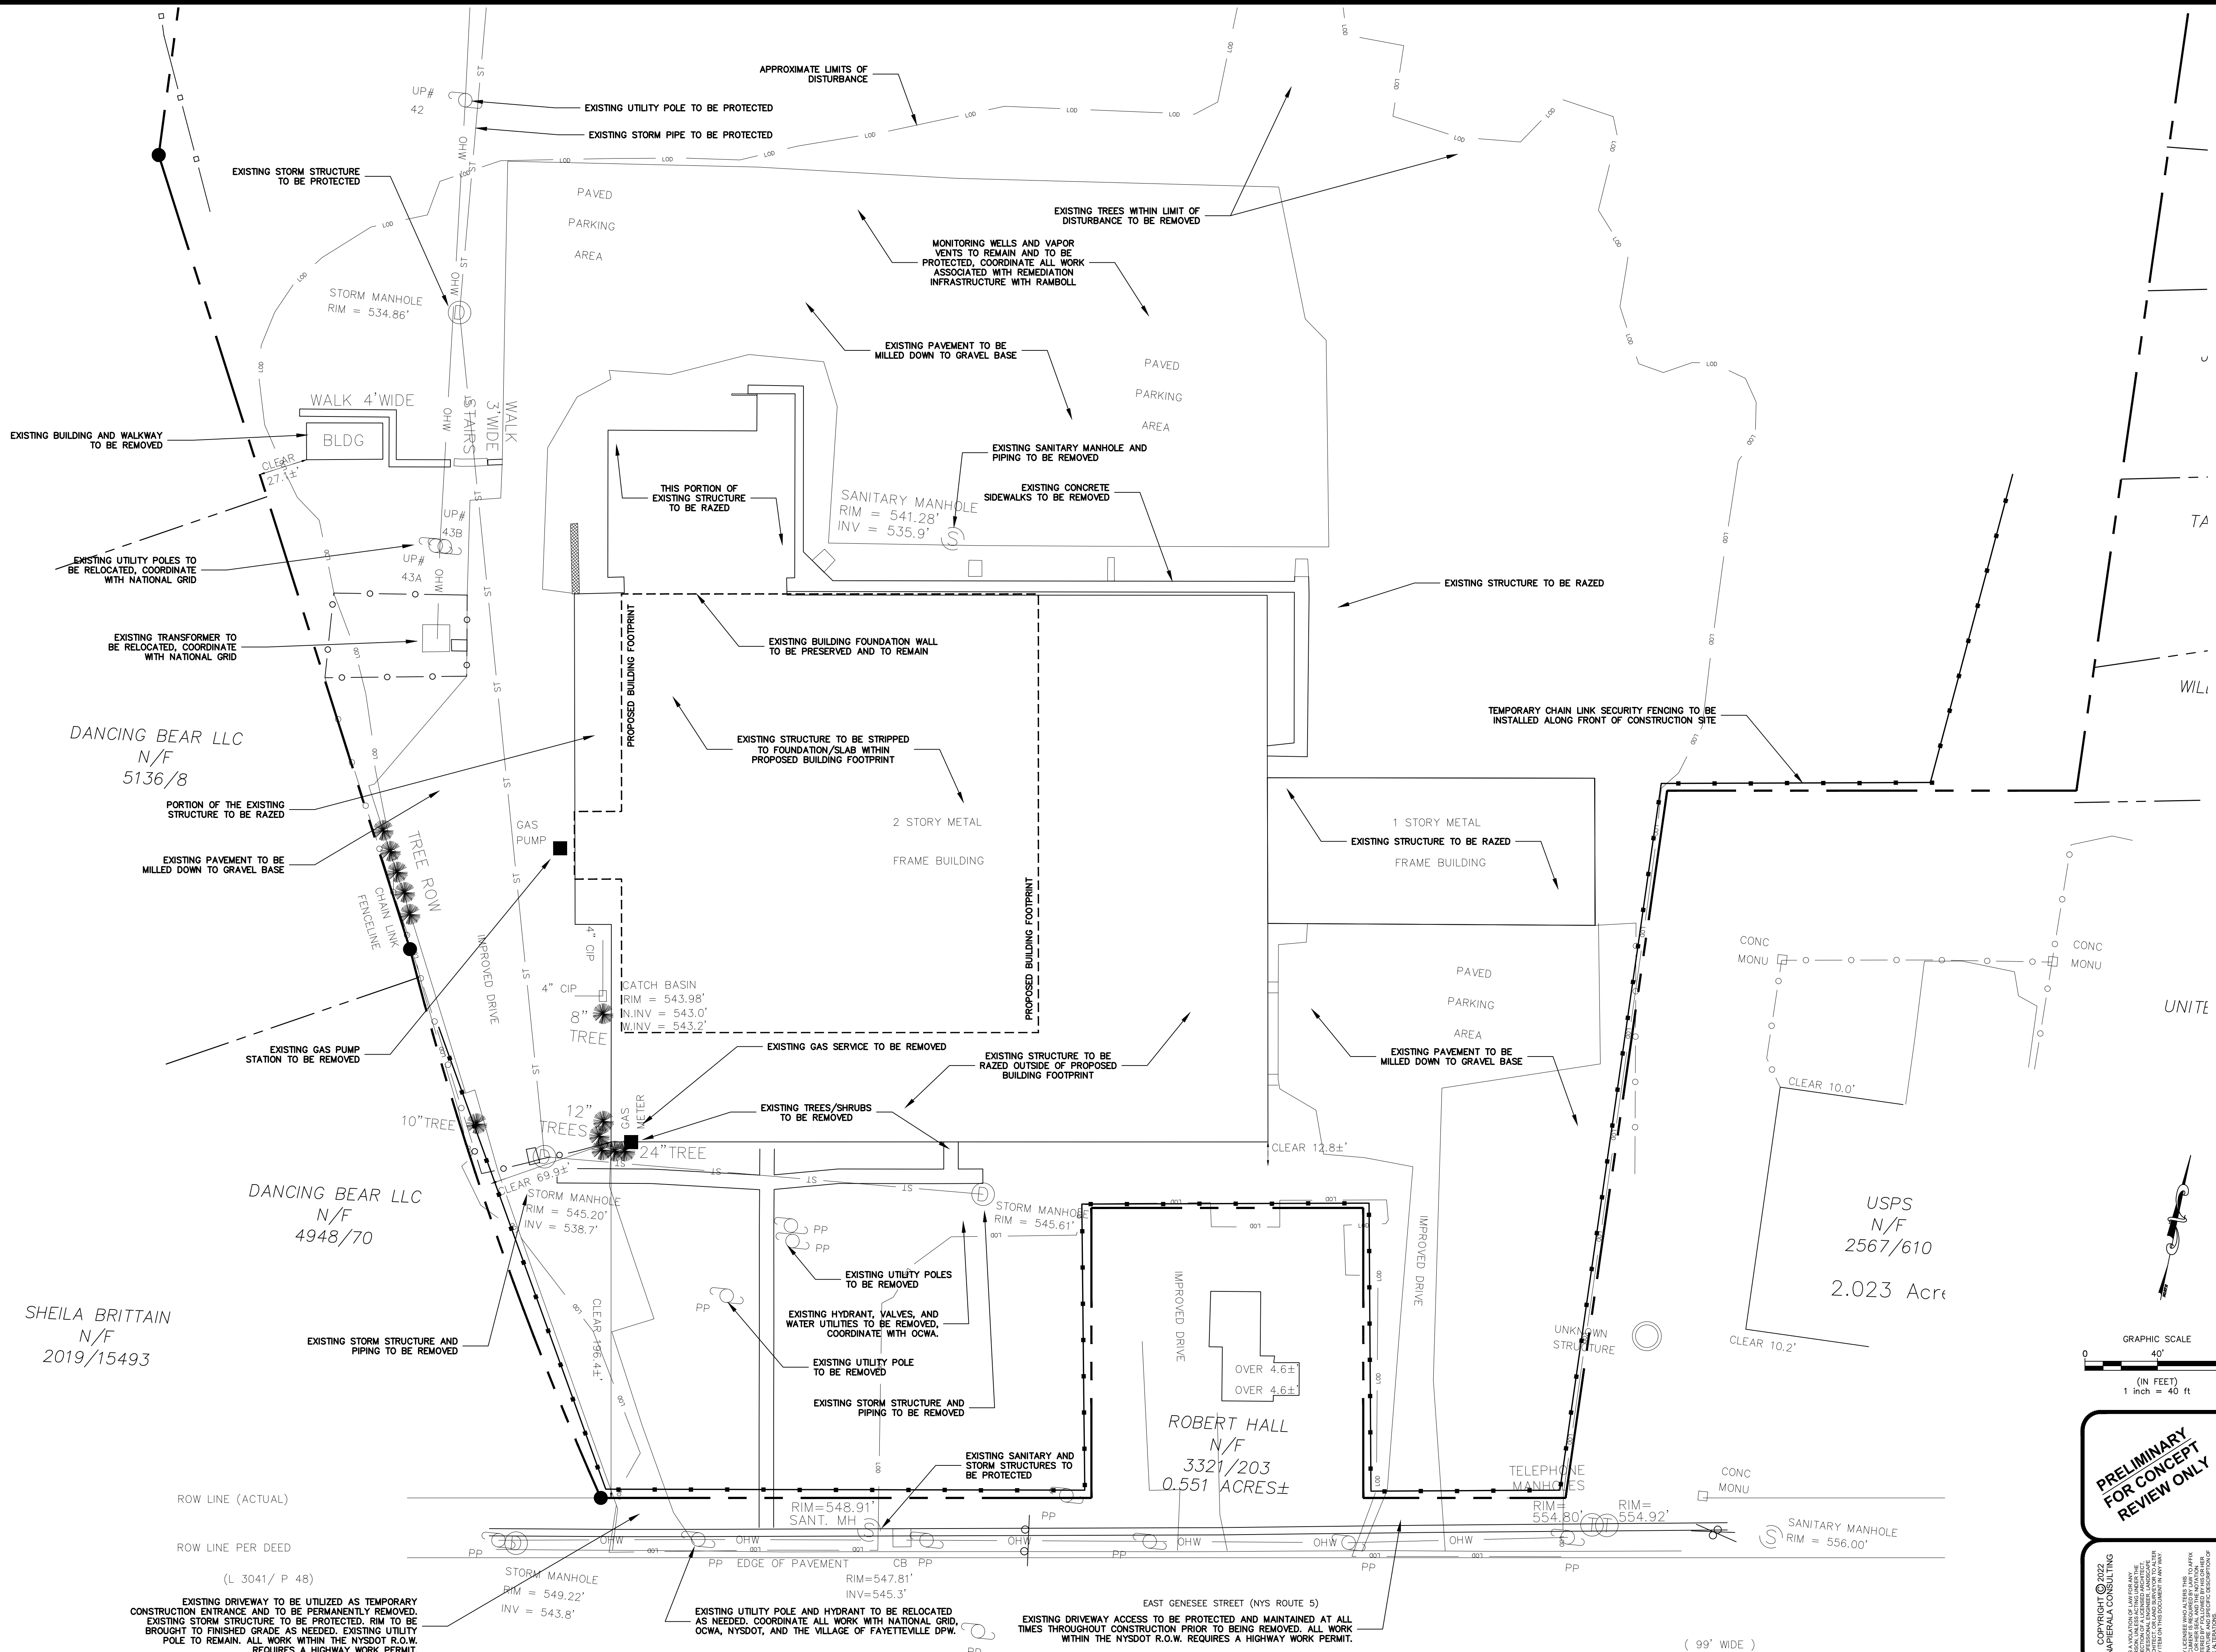 APPROXIMATE LIMITS OF
DISTURBANCE
UP#
42
EXISTING UTILITY POLE TO BE PROTECTED
EXISTING STORM PIPE TO BE PROTECTED
EXISTING STORM STRUCTURE
TO BE PROTECTED
PAVED
PARKING
AREA
EXISTING TREES WITHIN LIMIT OF
DISTURBANCE TO BE REMOVED
MONITORING WELLS AND VAPOR
VENTS TO REMAIN AND TO BE
PROTECTED, COORDINATE ALL WORK
ASSOCIATED WITH REMEDIATION
INFRASTRUCTURE WITH RAMBOLL
STORM MANHOLE
RIM = 534.86'
EXISTING PAVEMENT TO BE
MILLED DOWN TO GRAVEL BASE
PAVED
PARKING
AREA
WALK 4'WIDE
BLDG
STAIRS
3'WIDE
WALK
EXISTING BUILDING AND WALKWAY
TO BE REMOVED
CLEAR
27.1±'
EXISTING SANITARY MANHOLE AND
PIPING TO BE REMOVED
THIS PORTION OF
EXISTING STRUCTURE
TO BE RAZED
EXISTING CONCRETE
SIDEWALKS TO BE REMOVED
SANITARY MANHOLE
RIM = 541.28'
INV = 535.9'
S
UP#
43B
UP#
43A
TA
EXISTING UTILITY POLES TO
BE RELOCATED, COORDINATE
WITH NATIONAL GRID
EXISTING STRUCTURE TO BE RAZED
EXISTING TRANSFORMER TO
BE RELOCATED, COORDINATE
WITH NATIONAL GRID
PROPOSED BUILDING FOOTPRINT
EXISTING BUILDING FOUNDATION WALL
TO BE PRESERVED AND TO REMAIN
WILL
TEMPORARY CHAIN LINK SECURITY FENCING TO BE
INSTALLED ALONG FRONT OF CONSTRUCTION SITE
DANCING BEAR LLC
N/F
5136/8
EXISTING STRUCTURE TO BE STRIPPED
TO FOUNDATION/SLAB WITHIN
PROPOSED BUILDING FOOTPRINT
PORTION OF THE EXISTING
STRUCTURE TO BE RAZED
GAS
PUMP
2 STORY METAL
FRAME BUILDING
1 STORY METAL
EXISTING STRUCTURE TO BE RAZED
FRAME BUILDING
EXISTING PAVEMENT TO BE
MILLED DOWN TO GRAVEL BASE
TREE ROW
CHAIN LINK
FENCELINE
IMPROVED DRIVE
PROPOSED BUILDING FOOTPRINT
4" CIP
4" CIP
CATCH BASIN
RIM = 543.98'
N.INV = 543.0'
W.INV = 543.2'
8"
TREE
PAVED
PARKING
AREA
CONC
MONU
CONC
MONU
UNITE
EXISTING GAS PUMP
STATION TO BE REMOVED
EXISTING GAS SERVICE TO BE REMOVED
EXISTING STRUCTURE TO BE
RAZED OUTSIDE OF PROPOSED
BUILDING FOOTPRINT
EXISTING PAVEMENT TO BE
MILLED DOWN TO GRAVEL BASE
CLEAR 10.0'
10"TREE
12"
TREES
GAS
METER
24"TREE
EXISTING TREES/SHRUBS
TO BE REMOVED
CLEAR 12.8±'
CLEAR 69.9±'
STORM MANHOLE
RIM = 545.20'
INV = 538.7'
STORM MANHOLE
RIM = 545.61'
DANCING BEAR LLC
N/F
4948/70
PP
PP
PP
EXISTING UTILITY POLES
TO BE REMOVED
IMPROVED DRIVE
IMPROVED DRIVE
USPS
N/F
2567/610
2.023 Acre
SHEILA BRITTAIN
N/F
2019/15493
EXISTING HYDRANT, VALVES, AND
WATER UTILITIES TO BE REMOVED,
COORDINATE WITH OCWA.
EXISTING STORM STRUCTURE AND
PIPING TO BE REMOVED
CLEAR 196.4±'
EXISTING UTILITY POLE
TO BE REMOVED
OVER 4.6±'
OVER 4.6±'
UNKNOWN
STRUCTURE
CLEAR 10.2'
GRAPHIC SCALE
0 40'
(IN FEET)
1 inch = 40 ft
EXISTING STORM STRUCTURE AND
PIPING TO BE REMOVED
ROBERT HALL
N/F
3321/203
0.551 ACRES±
EXISTING SANITARY AND
STORM STRUCTURES TO
BE PROTECTED
TELEPHONE
MANHOLES
RIM=
554.80'
RIM=
554.92'
CONC
MONU
SANITARY MANHOLE
RIM = 556.00'
PRELIMINARY
FOR CONCEPT
REVIEW ONLY
ROW LINE (ACTUAL)
RIM=548.91'
SANT. MH
ROW LINE PER DEED
PP
OHW
PP EDGE OF PAVEMENT CB PP
(L 3041/ P 48)
STORM MANHOLE
RIM = 549.22'
INV = 543.8'
RIM=547.81'
INV=545.3'
EXISTING DRIVEWAY TO BE UTILIZED AS TEMPORARY
CONSTRUCTION ENTRANCE AND TO BE PERMANENTLY REMOVED.
EXISTING STORM STRUCTURE TO BE PROTECTED. RIM TO BE
BROUGHT TO FINISHED GRADE AS NEEDED. EXISTING UTILITY
POLE TO REMAIN. ALL WORK WITHIN THE NYSDOT R.O.W.
REQUIRES A HIGHWAY WORK PERMIT.
EXISTING UTILITY POLE AND HYDRANT TO BE RELOCATED
AS NEEDED. COORDINATE ALL WORK WITH NATIONAL GRID,
OCWA, NYSDOT, AND THE VILLAGE OF FAYETTEVILLE DPW.
EAST GENESEE STREET (NYS ROUTE 5)
EXISTING DRIVEWAY ACCESS TO BE PROTECTED AND MAINTAINED AT ALL
TIMES THROUGHOUT CONSTRUCTION PRIOR TO BEING REMOVED. ALL WORK
WITHIN THE NYSDOT R.O.W. REQUIRES A HIGHWAY WORK PERMIT.
( 99' WIDE )
COPYRIGHT © 2022
NAPIERALA CONSULTING